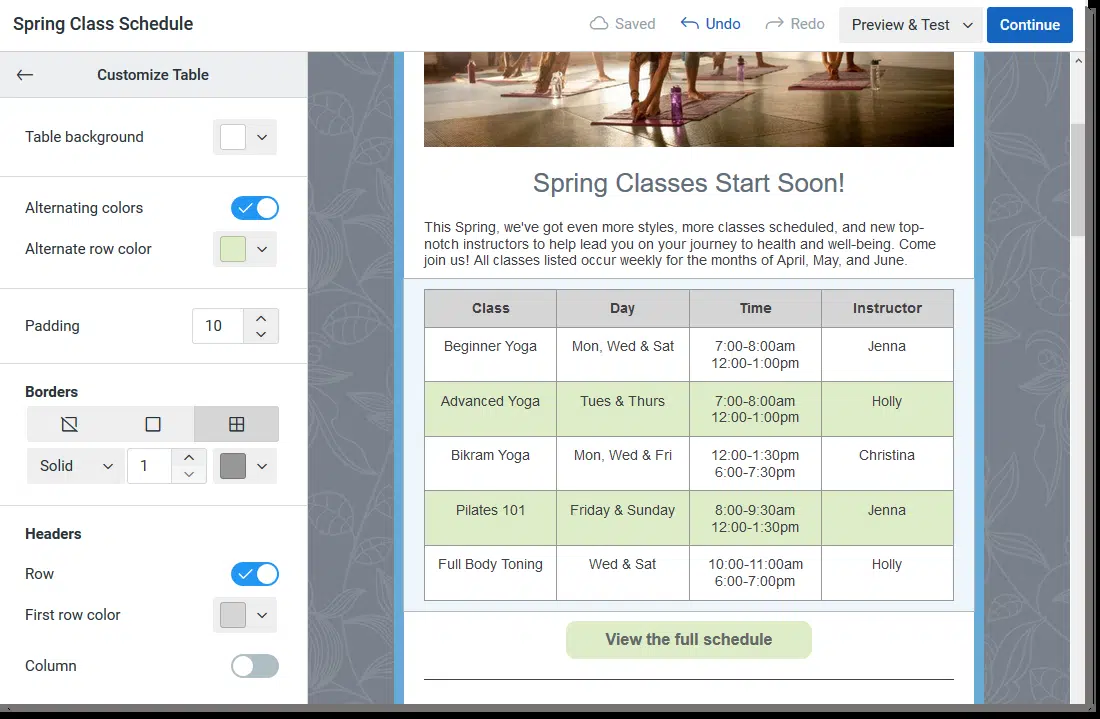 Spring Class Schedule
Saved
Undo
Redo
Preview & Test
Continue
Customize Table
Table background
Alternating colors
Alternate row color
Padding
10
Borders
Solid
1
Headers
Row
First row color
Column
Spring Classes Start Soon!
This Spring, we've got even more styles, more classes scheduled, and new top-
notch instructors to help lead you on your journey to health and well-being. Come
join us! All classes listed occur weekly for the months of April, May, and June.
Class Day Time Instructor
Beginner Yoga Mon, Wed & Sat 7:00-8:00am Jenna
12:00-1:00pm
Advanced Yoga Tues & Thurs 7:00-8:00am Holly
12:00-1:00pm
Bikram Yoga Mon, Wed & Fri 12:00-1:30pm Christina
6:00-7:30pm
Pilates 101 Friday & Sunday 8:00-9:30am Jenna
12:00-1:30pm
Full Body Toning Wed & Sat 10:00-11:00am Holly
6:00-7:00pm
View the full schedule